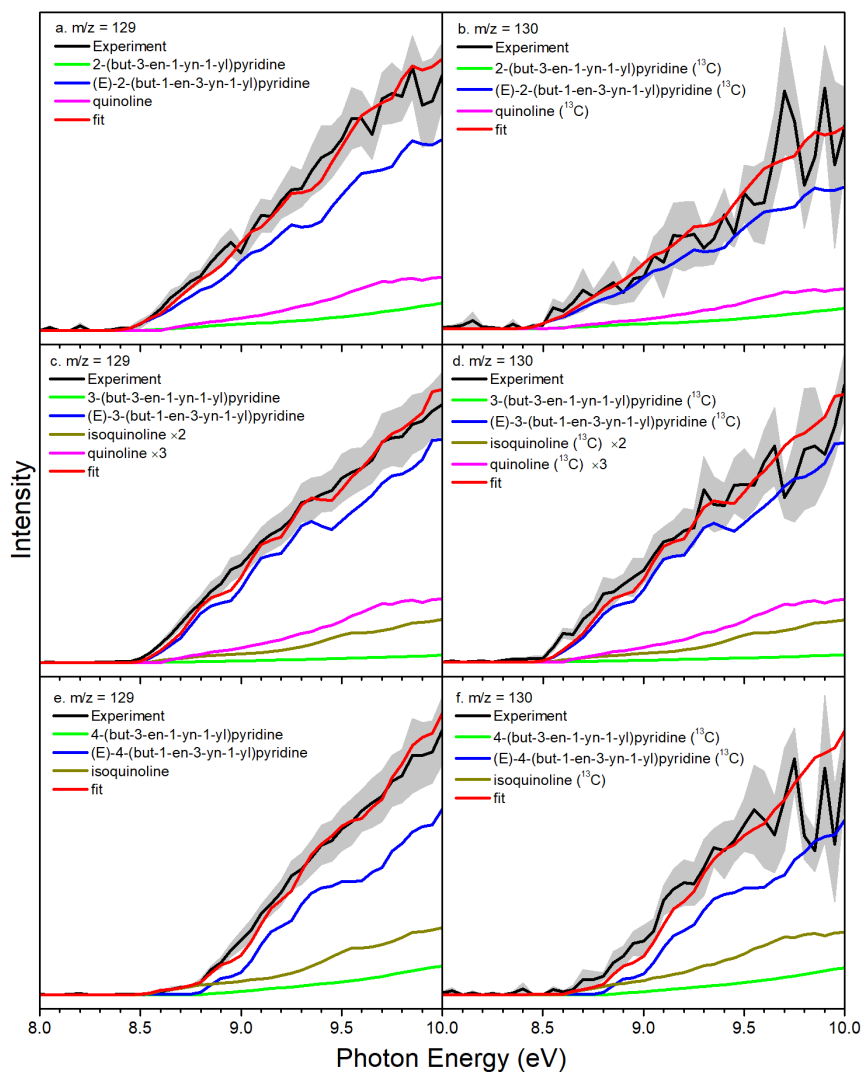 a. m/z = 129
Experiment
2-(but-3-en-1-yn-1-yl)pyridine
(E)-2-(but-1-en-3-yn-1-yl)pyridine
quinoline
fit
b. m/z = 130
Experiment
2-(but-3-en-1-yn-1-yl)pyridine (¹³C)
(E)-2-(but-1-en-3-yn-1-yl)pyridine (¹³C)
quinoline (¹³C)
fit
c. m/z = 129
Experiment
3-(but-3-en-1-yn-1-yl)pyridine
(E)-3-(but-1-en-3-yn-1-yl)pyridine
isoquinoline ×2
quinoline ×3
fit
d. m/z = 130
Experiment
3-(but-3-en-1-yn-1-yl)pyridine (¹³C)
(E)-3-(but-1-en-3-yn-1-yl)pyridine (¹³C)
isoquinoline (¹³C) ×2
quinoline (¹³C) ×3
fit
e. m/z = 129
Experiment
4-(but-3-en-1-yn-1-yl)pyridine
(E)-4-(but-1-en-3-yn-1-yl)pyridine
isoquinoline
fit
f. m/z = 130
Experiment
4-(but-3-en-1-yn-1-yl)pyridine (¹³C)
(E)-4-(but-1-en-3-yn-1-yl)pyridine (¹³C)
isoquinoline (¹³C)
fit
Intensity
8.0 8.5 9.0 9.5 10.0 8.5 9.0 9.5 10.0
Photon Energy (eV)